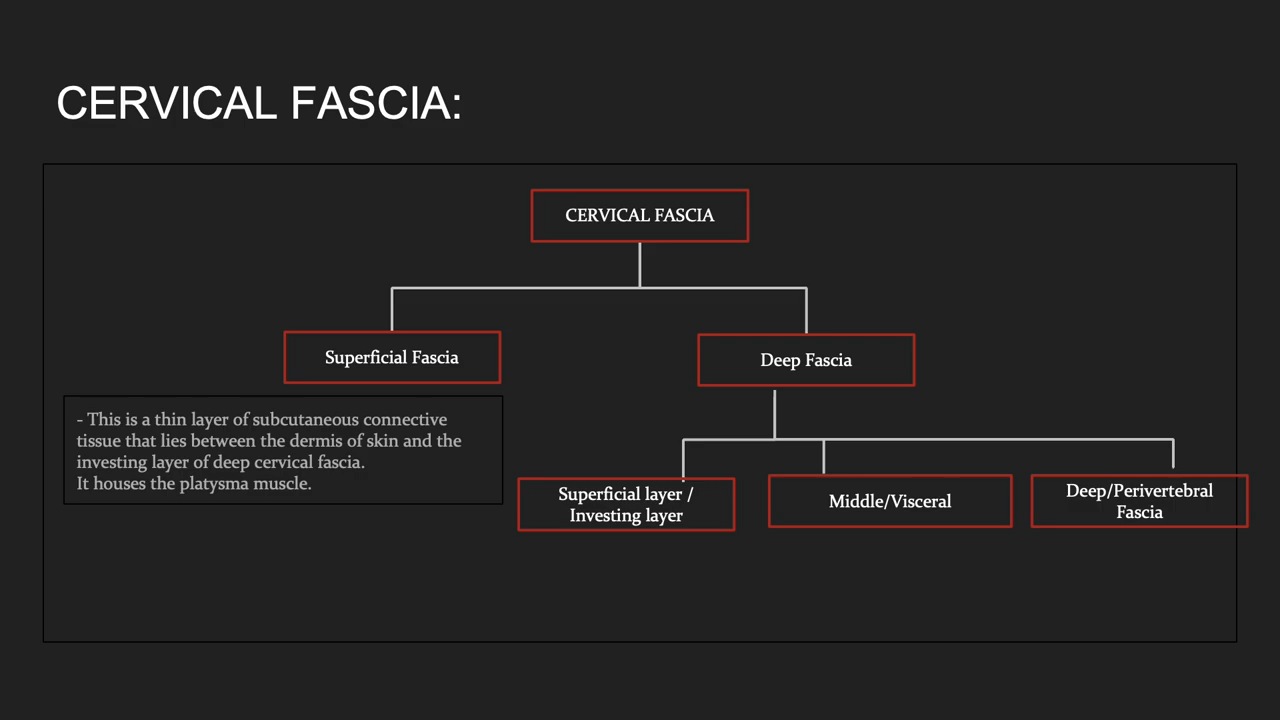 CERVICAL FASCIA:
CERVICAL FASCIA
Superficial Fascia
Deep Fascia
- This is a thin layer of subcutaneous connective
tissue that lies between the dermis of skin and the
investing layer of deep cervical fascia.
It houses the platysma muscle.
Superficial layer /
Investing layer
Middle/Visceral
Deep/Perivertebral
Fascia